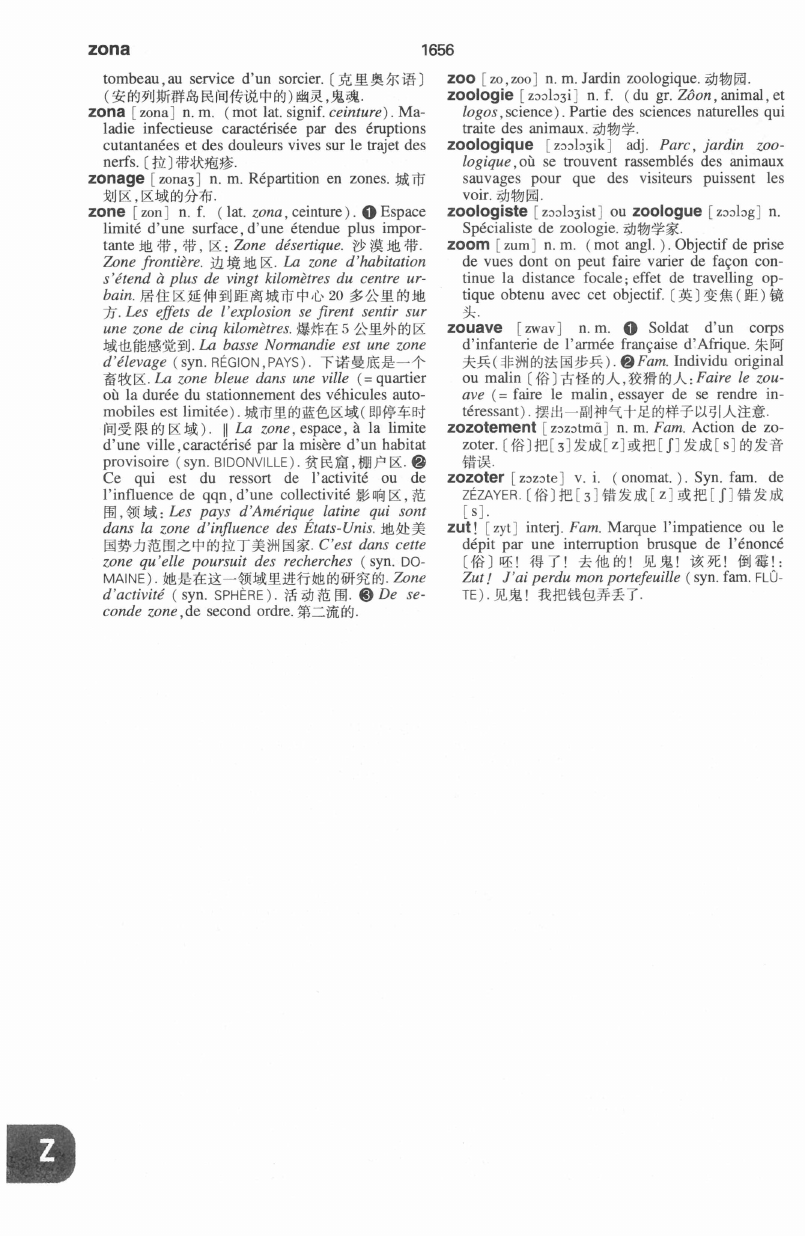 zona
1656
tombeau,au service d'un sorcier.〔克里奥尔语〕
(安的列斯群岛民间传说中的)幽灵,鬼魂.
zona [zona] n. m. (mot lat. signif. ceinture). Ma-
ladie infectieuse caractérisée par des éruptions
cutantanées et des douleurs vives sur le trajet des
nerfs.〔拉〕带状疱疹.
zonage [zonaʒ] n. m. Répartition en zones. 城市
划区,区域的分布.
zone [zon] n. f. (lat. zona,ceinture). ❶ Espace
limité d'une surface,d'une étendue plus impor-
tante 地带,带,区: Zone désertique. 沙漠地带.
Zone frontière. 边境地区. La zone d'habitation
s'étend à plus de vingt kilomètres du centre ur-
bain. 居住区延伸到距离城市中心 20 多公里的地
方. Les effets de l'explosion se firent sentir sur
une zone de cinq kilomètres. 爆炸在 5 公里外的区
域也能感觉到. La basse Normandie est une zone
d'élevage (syn. RÉGION,PAYS). 下诺曼底是一个
畜牧区. La zone bleue dans une ville (= quartier
où la durée du stationnement des véhicules auto-
mobiles est limitée). 城市里的蓝色区域(即停车时
间受限的区域). ‖ La zone, espace, à la limite
d'une ville,caractérisé par la misère d'un habitat
provisoire (syn. BIDONVILLE). 贫民窟,棚户区. ❷
Ce qui est du ressort de l'activité ou de
l'influence de qqn,d'une collectivité 影响区,范
围,领域: Les pays d'Amérique latine qui sont
dans la zone d'influence des États-Unis. 地处美
国势力范围之中的拉丁美洲国家. C'est dans cette
zone qu'elle poursuit des recherches (syn. DO-
MAINE). 她是在这一领域里进行她的研究的. Zone
d'activité (syn. SPHÈRE). 活动范围. ❸ De se-
conde zone,de second ordre. 第二流的.
zoo [zo,zoo] n. m. Jardin zoologique. 动物园.
zoologie [zɔɔlɔʒi] n. f. (du gr. Zôon,animal,et
logos,science). Partie des sciences naturelles qui
traite des animaux. 动物学.
zoologique [zɔɔlɔʒik] adj. Parc, jardin zoo-
logique,où se trouvent rassemblés des animaux
sauvages pour que des visiteurs puissent les
voir. 动物园.
zoologiste [zɔɔlɔʒist] ou zoologue [zɔɔlɔg] n.
Spécialiste de zoologie. 动物学家.
zoom [zum] n. m. (mot angl.). Objectif de prise
de vues dont on peut faire varier de façon con-
tinue la distance focale; effet de travelling op-
tique obtenu avec cet objectif.〔英〕变焦(距)镜
头.
zouave [zwav] n. m. ❶ Soldat d'un corps
d'infanterie de l'armée française d'Afrique. 朱阿
夫兵(非洲的法国步兵). ❷ Fam. Individu original
ou malin〔俗〕古怪的人,狡猾的人: Faire le zou-
ave (= faire le malin, essayer de se rendre in-
téressant). 摆出一副神气十足的样子以引人注意.
zozotement [zɔzɔtmɑ̃] n. m. Fam. Action de zo-
zoter.〔俗〕把[ʒ]发成[z]或把[ʃ]发成[s]的发音
错误.
zozoter [zɔzɔte] v. i. (onomat.). Syn. fam. de
ZÉZAYER.〔俗〕把[ʒ]错发成[z]或把[ʃ]错发成
[s].
zut! [zyt] interj. Fam. Marque l'impatience ou le
dépit par une interruption brusque de l'énoncé
〔俗〕呸! 得了! 去他的! 见鬼! 该死! 倒霉!:
Zut! J'ai perdu mon portefeuille (syn. fam. FLÛ-
TE). 见鬼! 我把钱包弄丢了.
Z